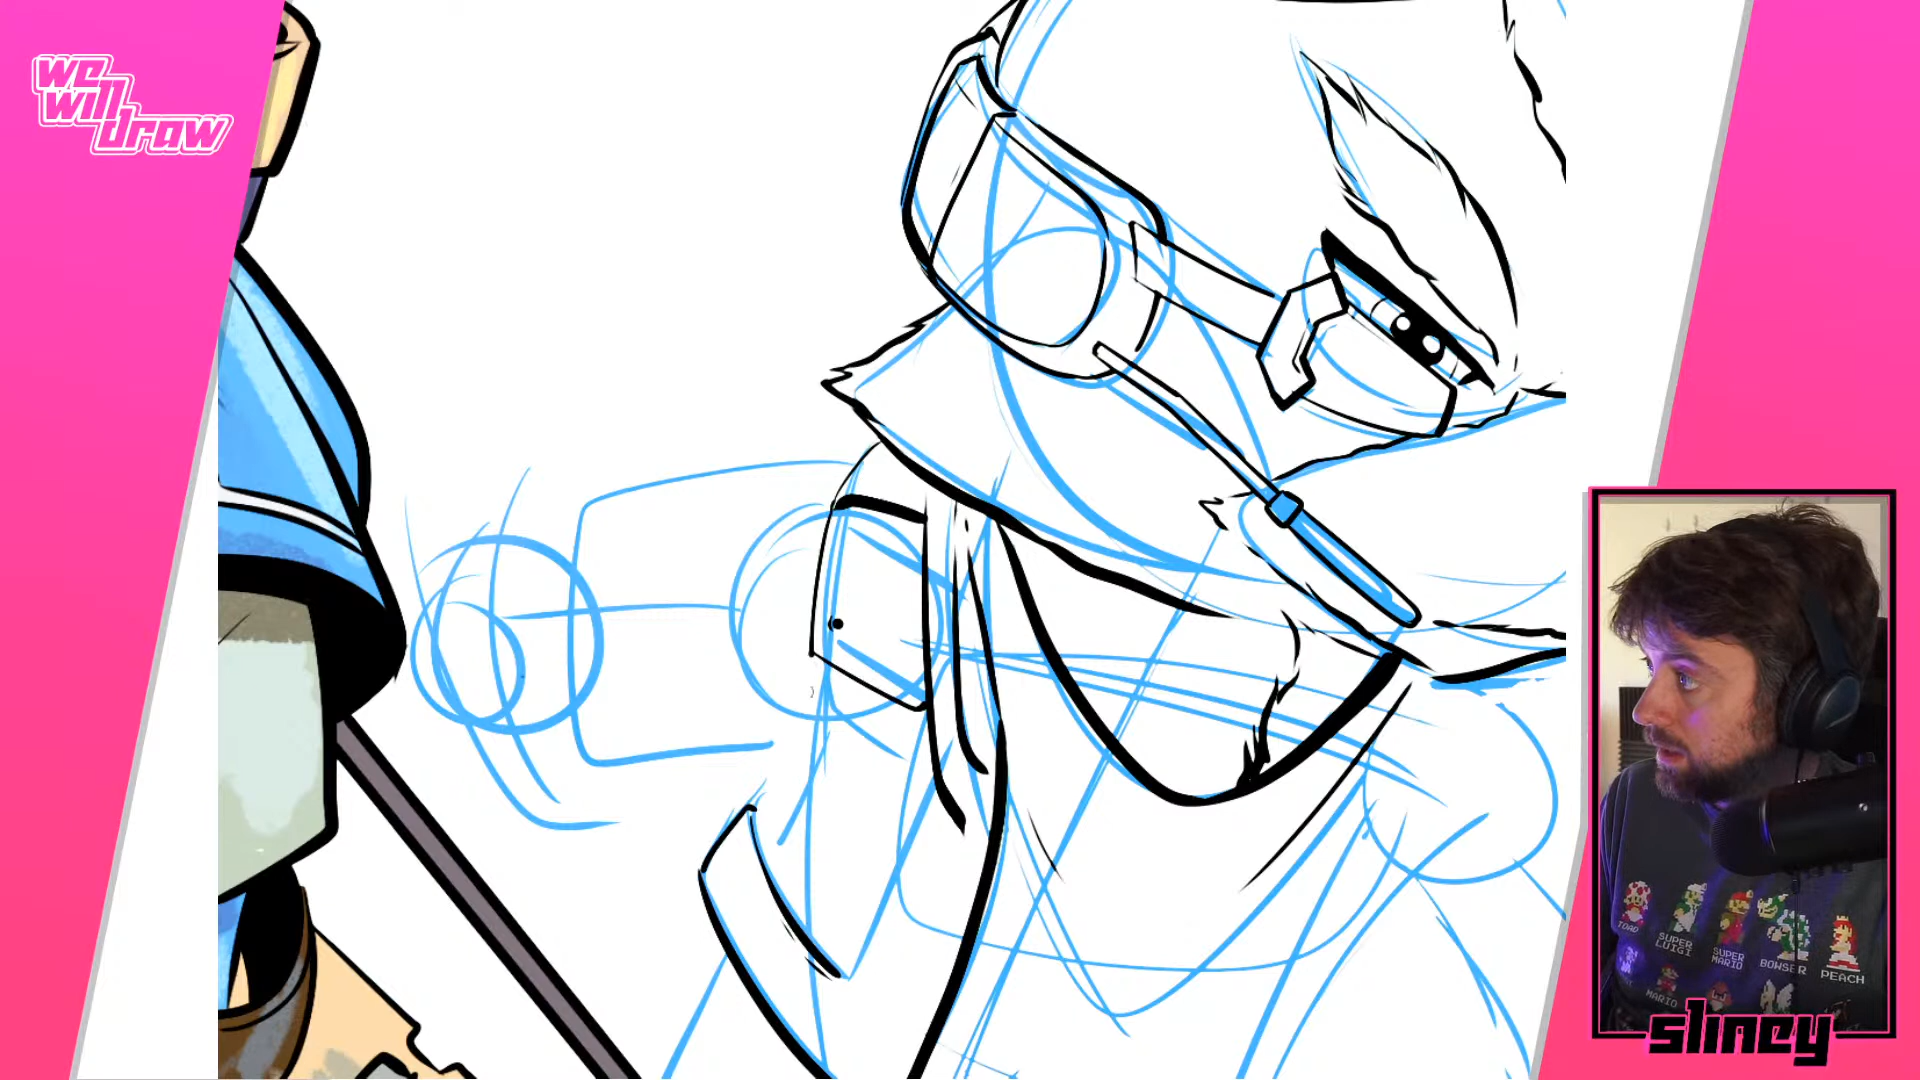 we
will
draw
TOAD
SUPER
LUIGI
SUPER
MARIO
BOWSER
PEACH
MARIO
sliney